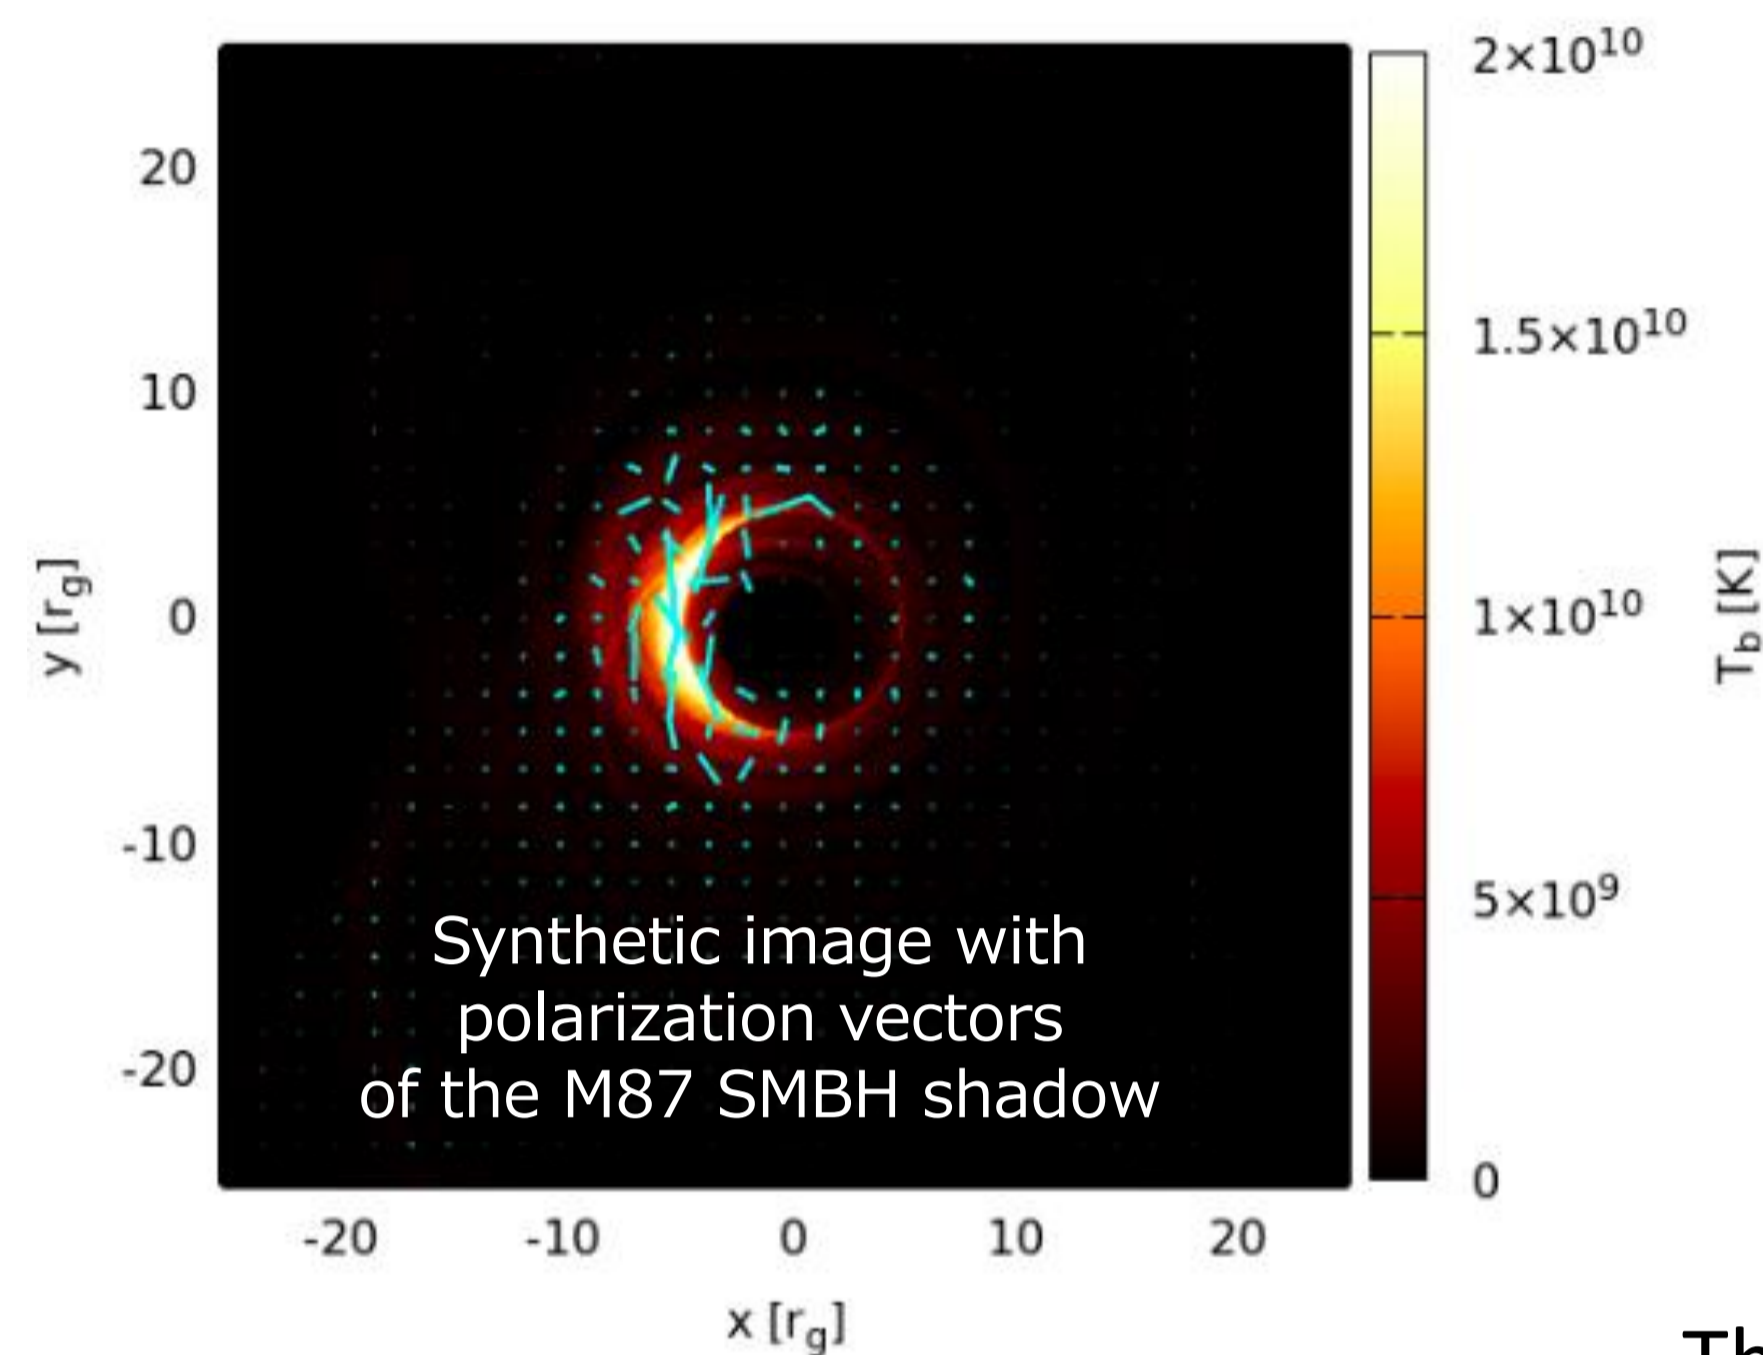 2×10¹⁰
20
1.5×10¹⁰
10
y [r_g]
0
1×10¹⁰
T_b [K]
-10
5×10⁹
Synthetic image with
polarization vectors
of the M87 SMBH shadow
-20
0
-20 -10 0 10 20
x [r_g]
Th